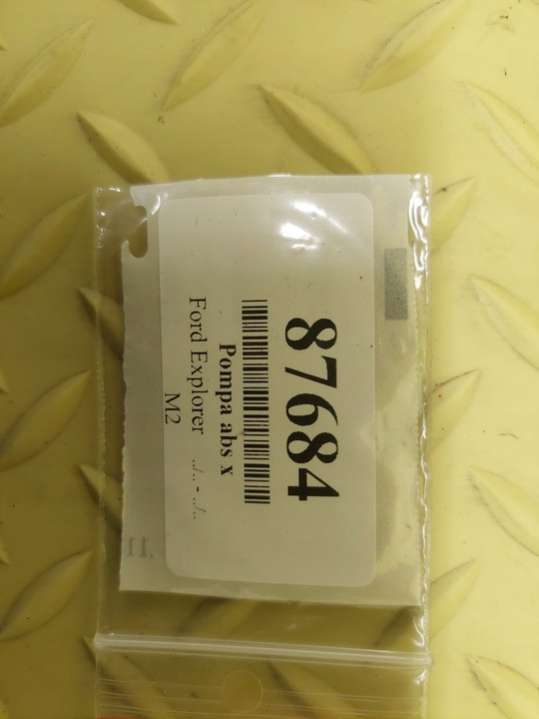 87684
Pompa abs x
Ford Explorer ../.. - ../..
M2